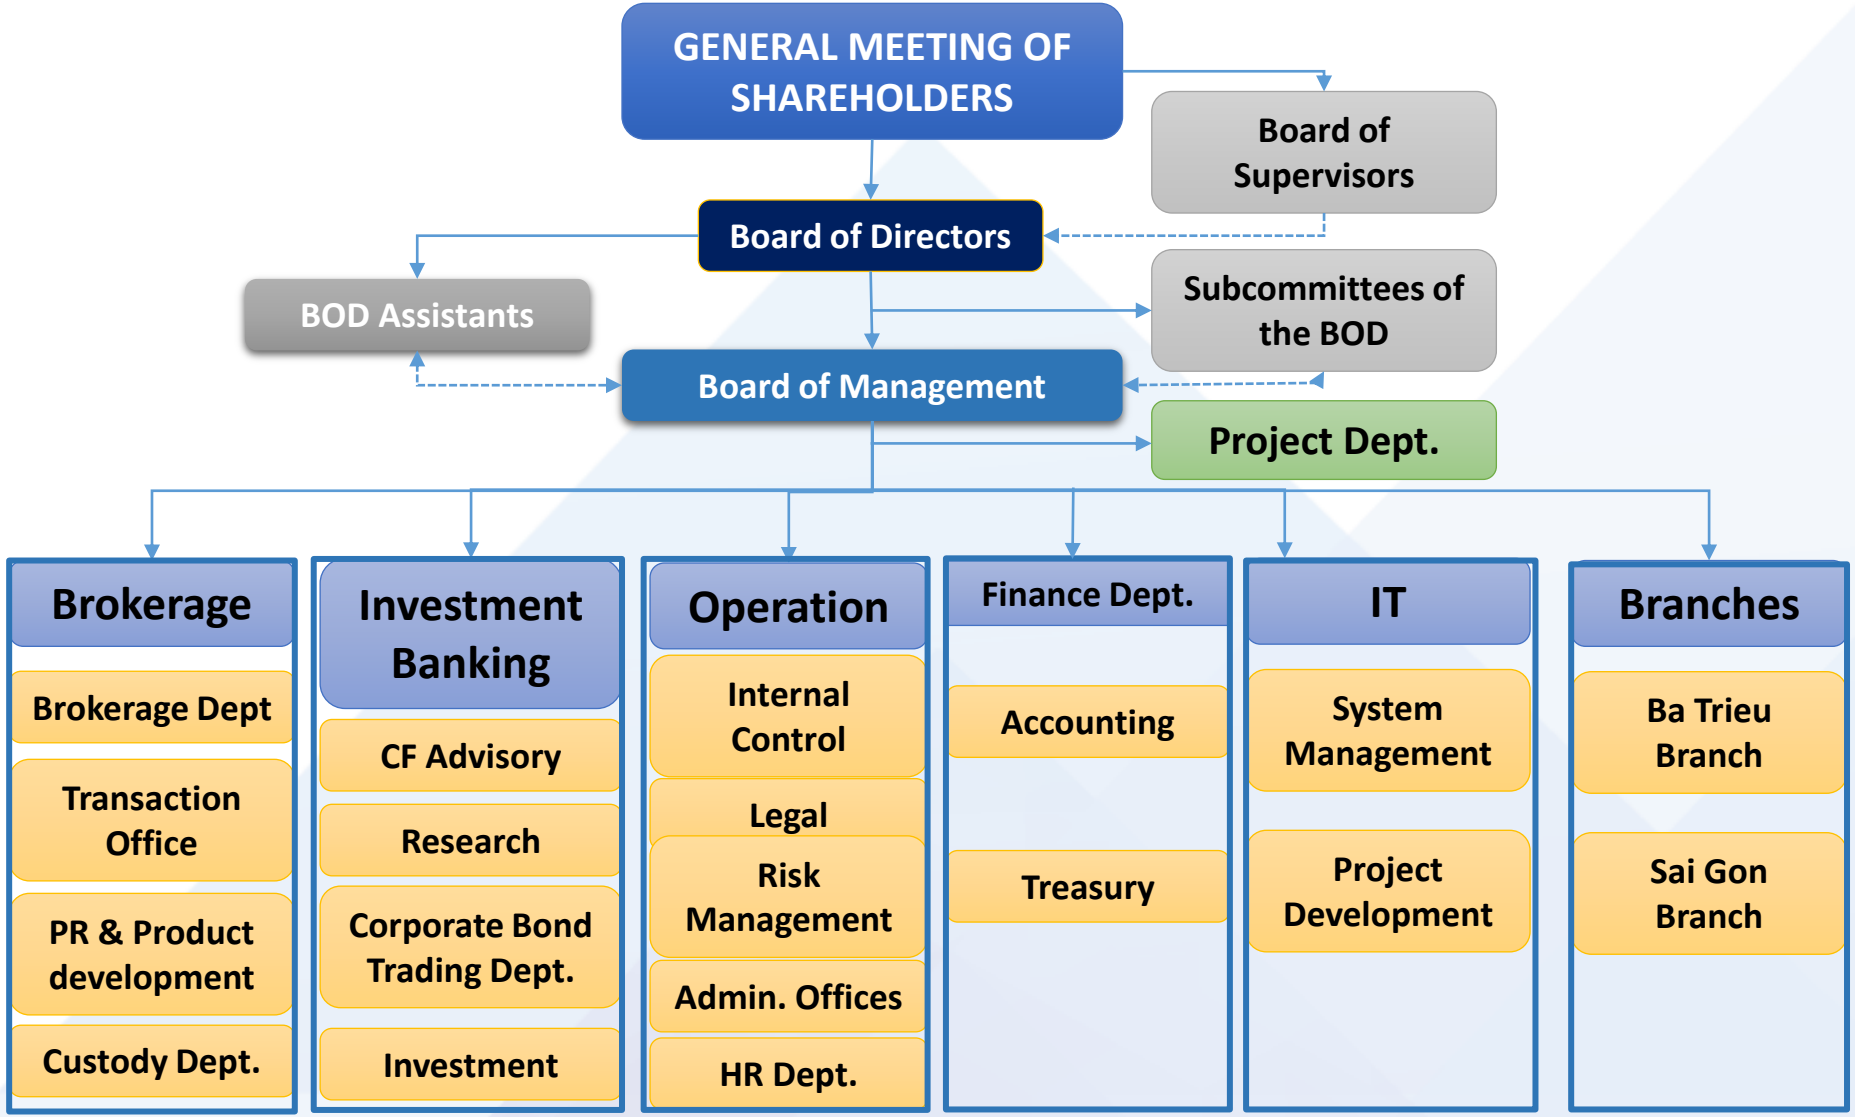 GENERAL MEETING OF
SHAREHOLDERS
Board of
Supervisors
Board of Directors
BOD Assistants
Subcommittees of
the BOD
Board of Management
Project Dept.
Brokerage
Brokerage Dept
Transaction
Office
PR & Product
development
Custody Dept.
Investment
Banking
CF Advisory
Research
Corporate Bond
Trading Dept.
Investment
Operation
Internal
Control
Legal
Risk
Management
Admin. Offices
HR Dept.
Finance Dept.
Accounting
Treasury
IT
System
Management
Project
Development
Branches
Ba Trieu
Branch
Sai Gon
Branch